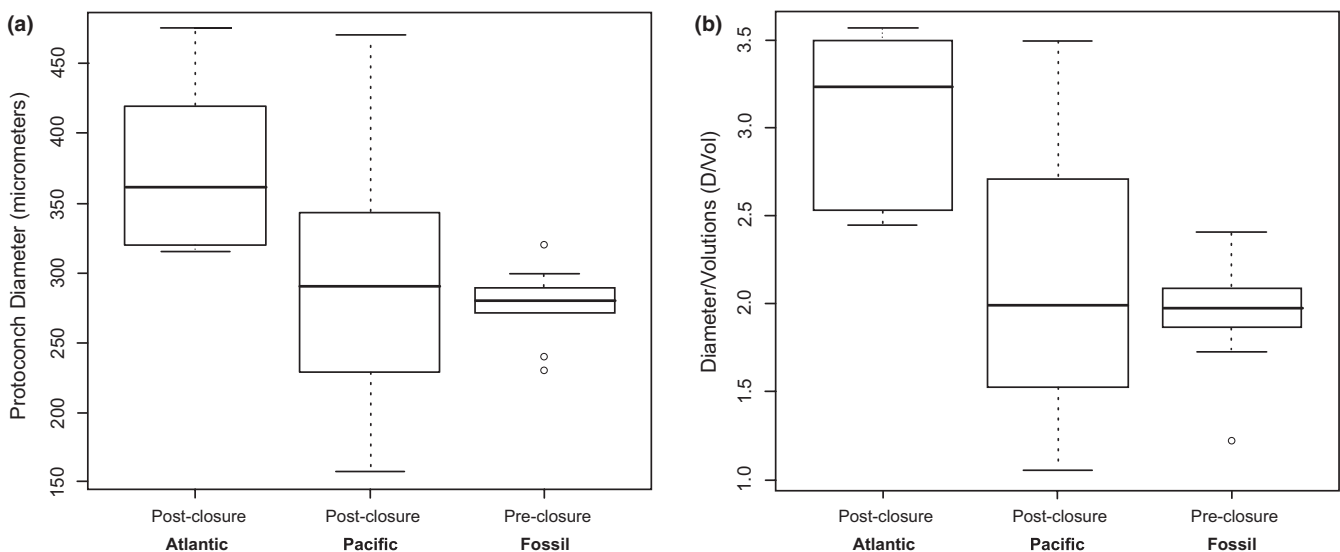 (a)
Protoconch Diameter (micrometers)
450
400
350
300
250
200
150
Post-closure Post-closure Pre-closure
Atlantic Pacific Fossil
(b)
Diameter/Volutions (D/Vol)
3.5
3.0
2.5
2.0
1.5
1.0
Post-closure Post-closure Pre-closure
Atlantic Pacific Fossil